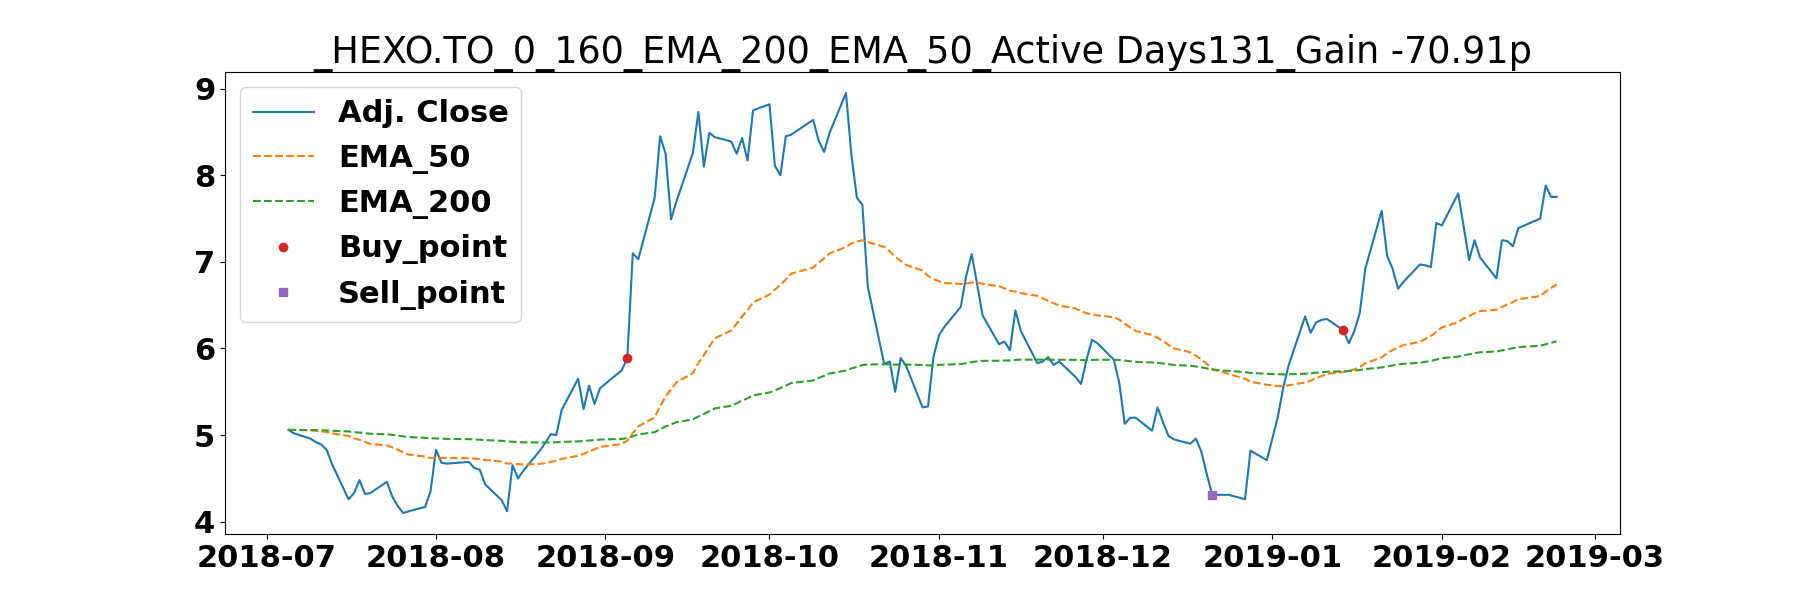 _HEXO.TO_0_160_EMA_200_EMA_50_Active Days131_Gain -70.91p
Adj. Close
EMA_50
EMA_200
Buy_point
Sell_point
9
8
7
6
5
4
2018-07 2018-08 2018-09 2018-10 2018-11 2018-12 2019-01 2019-02 2019-03